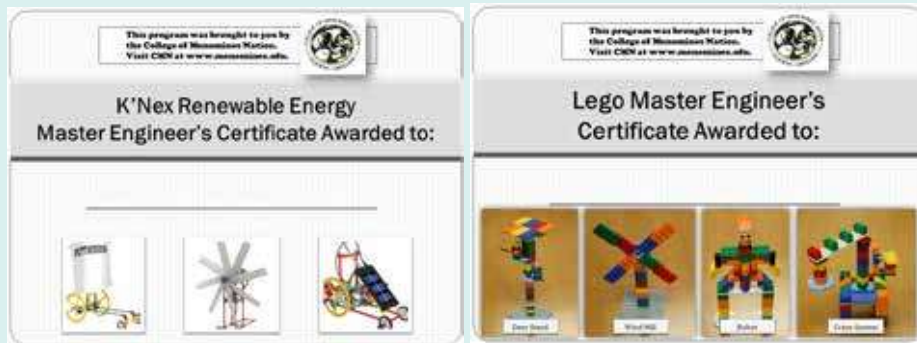 This program was brought to you by
the College of Menominee Nation.
Visit CMN at www.menominee.edu.
K'Nex Renewable Energy
Master Engineer's Certificate Awarded to:
This program was brought to you by
the College of Menominee Nation.
Visit CMN at www.menominee.edu.
Lego Master Engineer's
Certificate Awarded to:
Deer Stand
Wind Mill
Robot